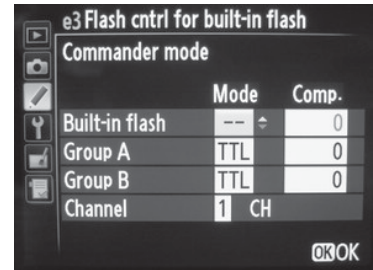 e3 Flash cntrl for built-in flash
Commander mode
Mode Comp.
Built-in flash -- 0
Group A TTL 0
Group B TTL 0
Channel 1 CH
OK OK